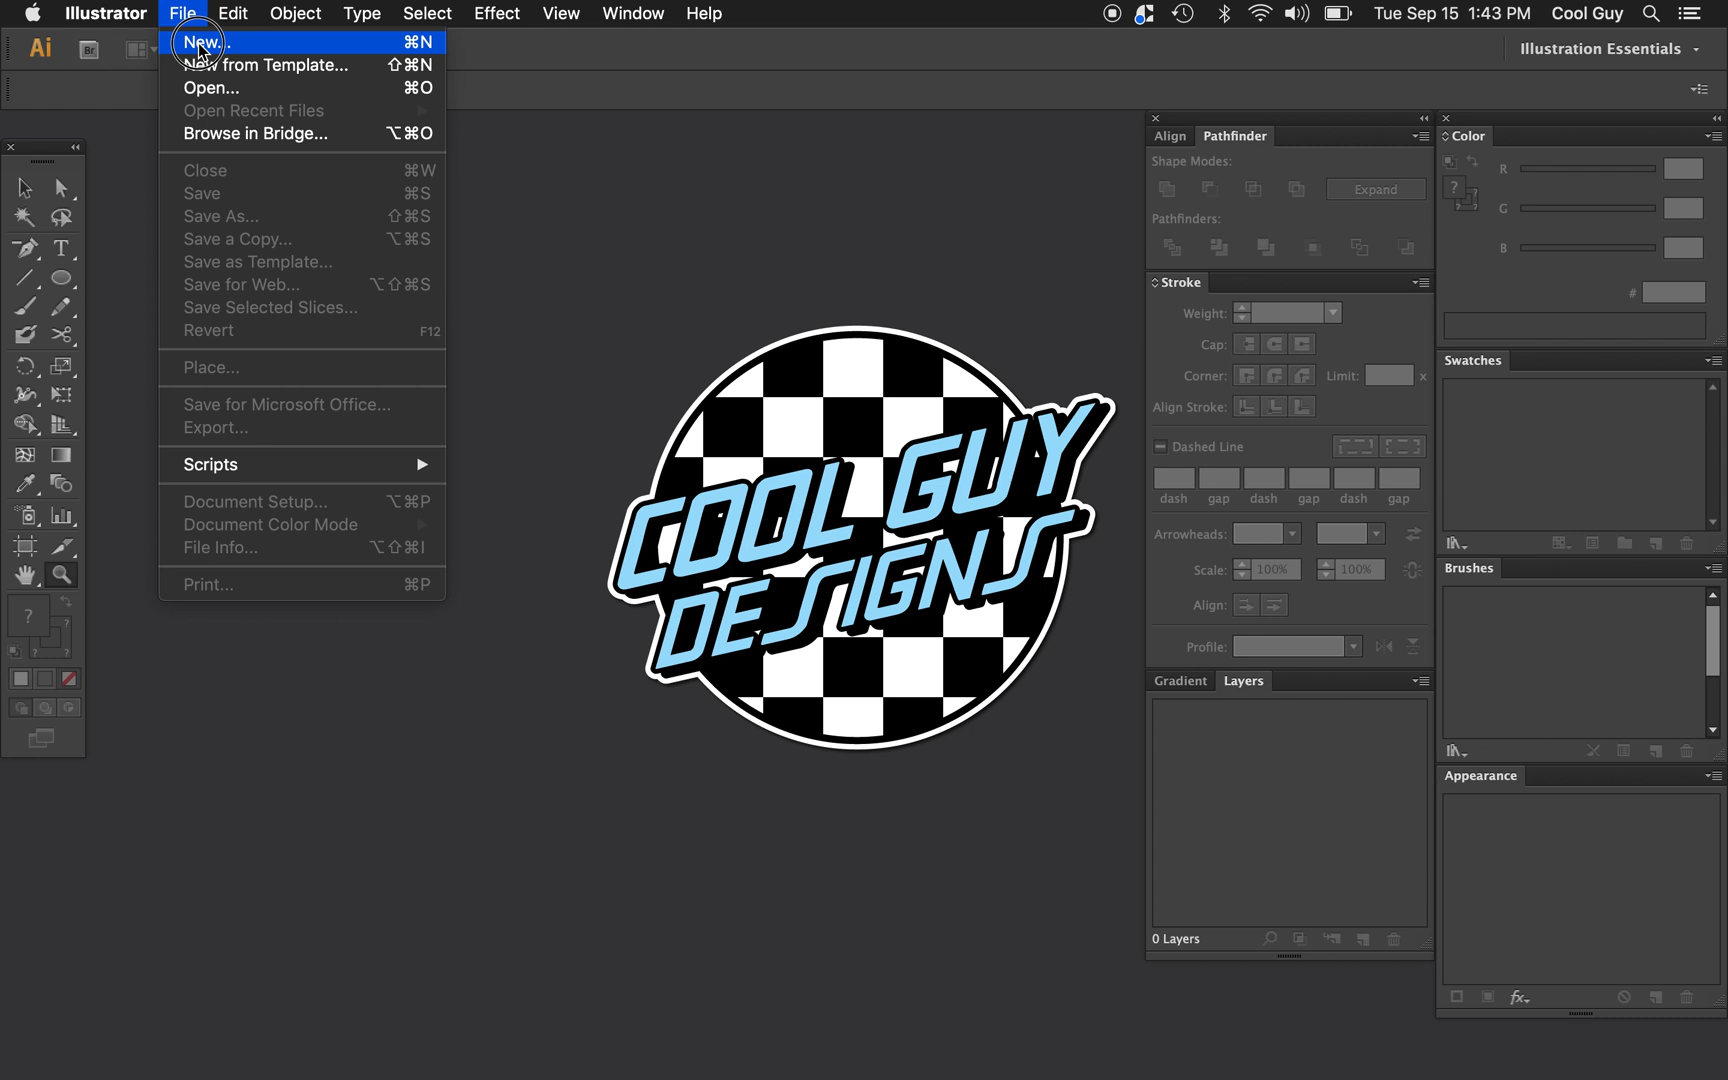 Illustrator File Edit Object Type Select Effect View Window Help Tue Sep 15 1:43 PM Cool Guy
Ai Br Illustration Essentials
New... ⌘N
New from Template... ⇧⌘N
Open... ⌘O
Open Recent Files
Browse in Bridge... ⌥⌘O
Close ⌘W
Save ⌘S
Save As... ⇧⌘S
Save a Copy... ⌥⌘S
Save as Template...
Save for Web... ⌥⇧⌘S
Save Selected Slices...
Revert F12
Place...
Save for Microsoft Office...
Export...
Scripts
Document Setup... ⌥⌘P
Document Color Mode
File Info... ⌥⇧⌘I
Print... ⌘P
T
?
?
? ?
COOL GUY
DESIGNS
Align Pathfinder
Shape Modes:
Expand
Pathfinders:
Stroke
Weight:
Cap:
Corner: Limit: x
Align Stroke:
Dashed Line
dash gap dash gap dash gap
Arrowheads:
Scale: 100% 100%
Align:
Profile:
Gradient Layers
0 Layers
Color
R
?
? ?
G
B
#
Swatches
Brushes
Appearance
fx